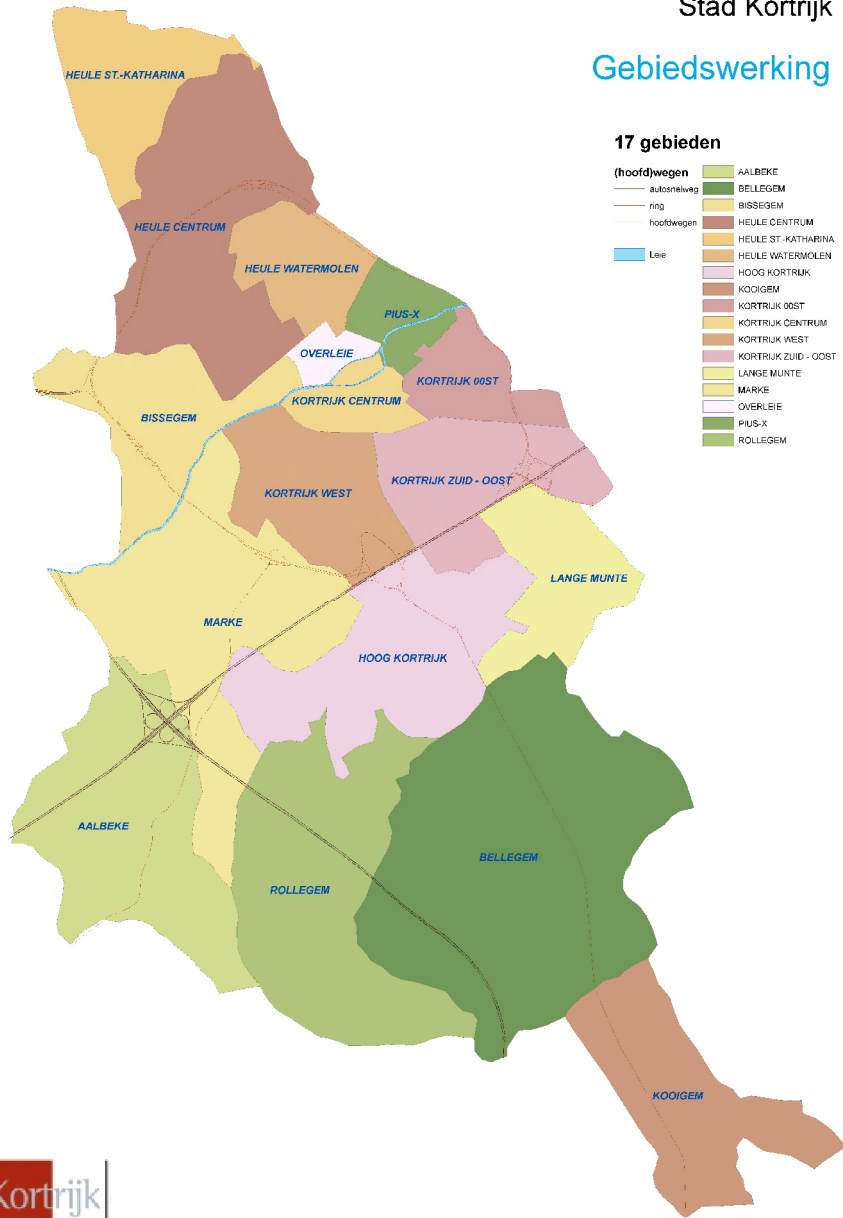 Stad Kortrijk
Gebiedswerking
17 gebieden
(hoofd)wegen
autosnelweg
ring
hoofdwegen
Leie
AALBEKE
BELLEGEM
BISSEGEM
HEULE CENTRUM
HEULE ST.-KATHARINA
HEULE WATERMOLEN
HOOG KORTRIJK
KOOIGEM
KORTRIJK 00ST
KORTRIJK CENTRUM
KORTRIJK WEST
KORTRIJK ZUID - OOST
LANGE MUNTE
MARKE
OVERLEIE
PIUS-X
ROLLEGEM
HEULE ST.-KATHARINA
HEULE CENTRUM
HEULE WATERMOLEN
PIUS-X
OVERLEIE
KORTRIJK 00ST
KORTRIJK CENTRUM
BISSEGEM
KORTRIJK ZUID - OOST
KORTRIJK WEST
LANGE MUNTE
MARKE
HOOG KORTRIJK
AALBEKE
BELLEGEM
ROLLEGEM
KOOIGEM
Kortrijk